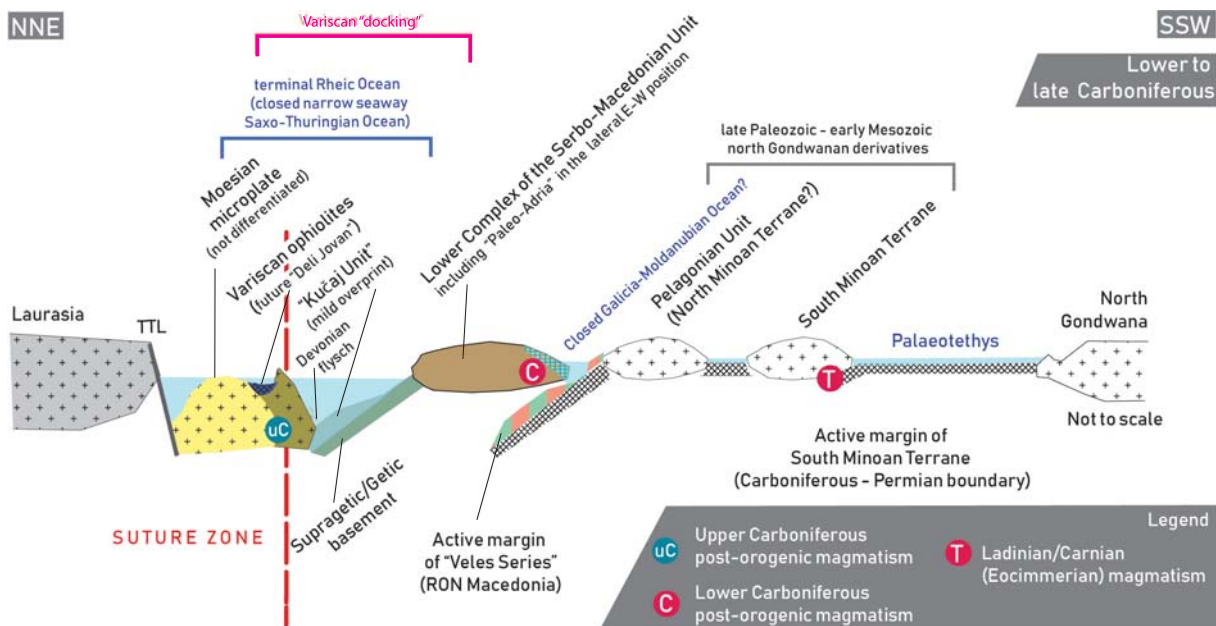 NNE
Variscan "docking"
SSW
Lower to
late Carboniferous
terminal Rheic Ocean
(closed narrow seaway
Saxo-Thuringian Ocean)
late Paleozoic - early Mesozoic
north Gondwanan derivatives
Moesian
microplate
(not differentiated)
Variscan ophiolites
(future "Deli Jovan")
"Kučaj Unit"
(mild overprint)
Devonian
flysch
Lower Complex of the Serbo-Macedonian Unit
including "Paleo-Adria" in the lateral E-W position
Closed Galicia-Moldanubian Ocean?
Pelagonian Unit
(North Minoan Terrane?)
South Minoan Terrane
Laurasia
TTL
Palaeotethys
North
Gondwana
uC
C
T
Not to scale
SUTURE ZONE
Supragetic/Getic
basement
Active margin
of "Veles Series"
(RON Macedonia)
Active margin of
South Minoan Terrane
(Carboniferous - Permian boundary)
Legend
uC Upper Carboniferous
post-orogenic magmatism
C Lower Carboniferous
post-orogenic magmatism
T Ladinian/Carnian
(Eocimmerian) magmatism